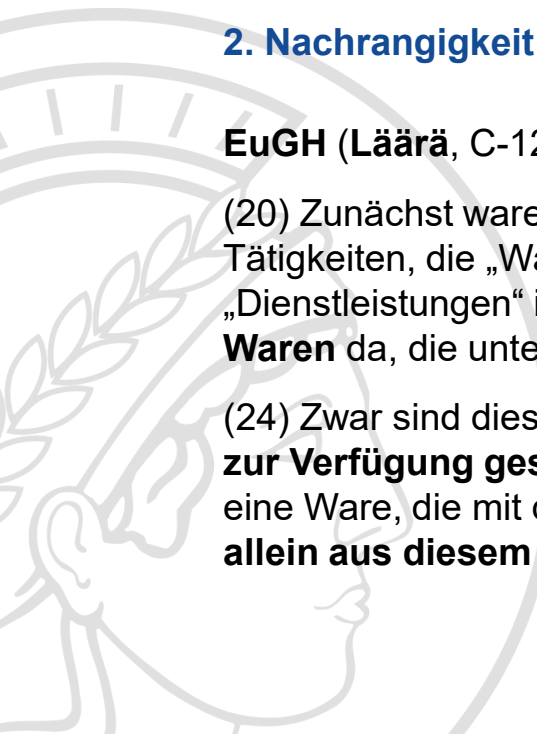 2. Nachrangigkeit
EuGH (Läärä, C-12
(20) Zunächst ware
Tätigkeiten, die „Wa
„Dienstleistungen“ i
Waren da, die unte
(24) Zwar sind dies
zur Verfügung ges
eine Ware, die mit
allein aus diesem